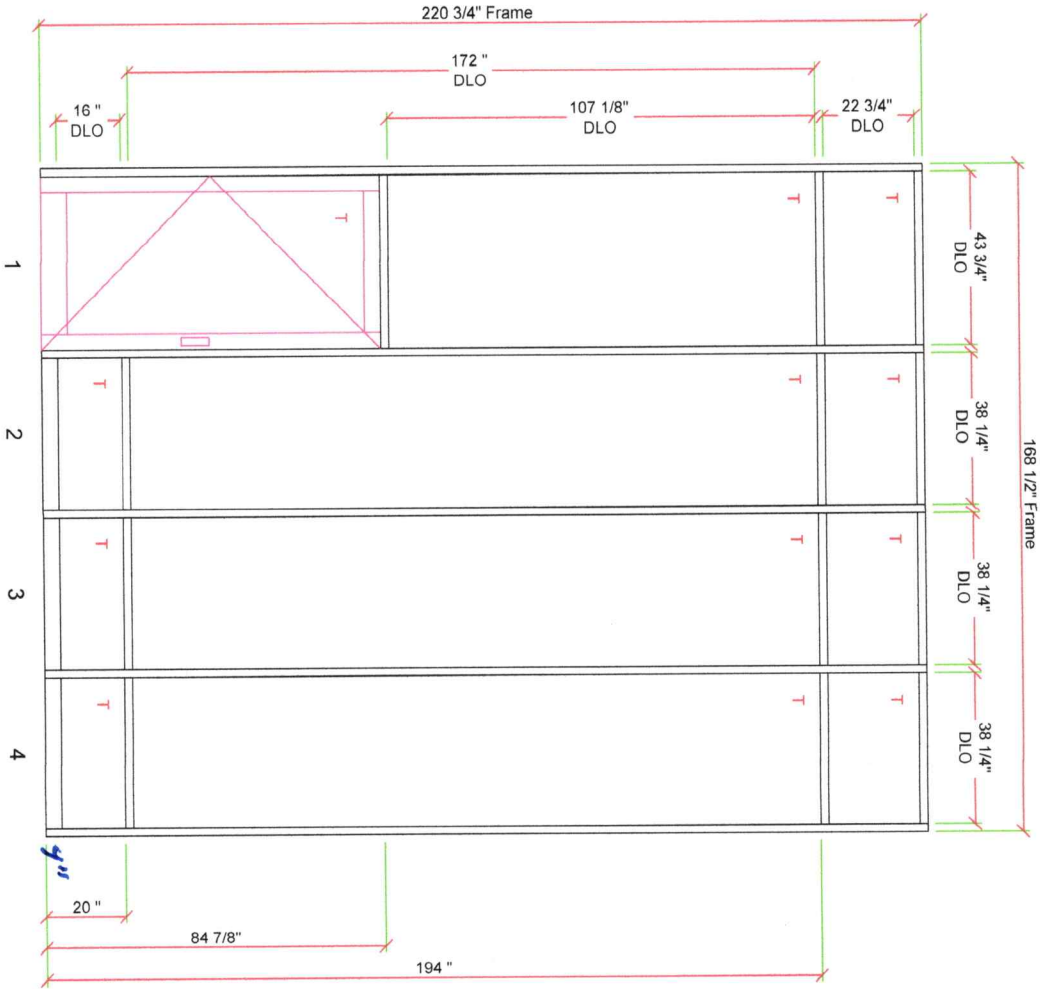 220 3/4" Frame
172 "
DLO
16 "
DLO
107 1/8"
DLO
22 3/4"
DLO
168 1/2" Frame
43 3/4"
DLO
38 1/4"
DLO
38 1/4"
DLO
38 1/4"
DLO
T
T
T
1
T
T
T
2
T
T
T
3
T
T
T
4
4"
20 "
84 7/8"
194 "